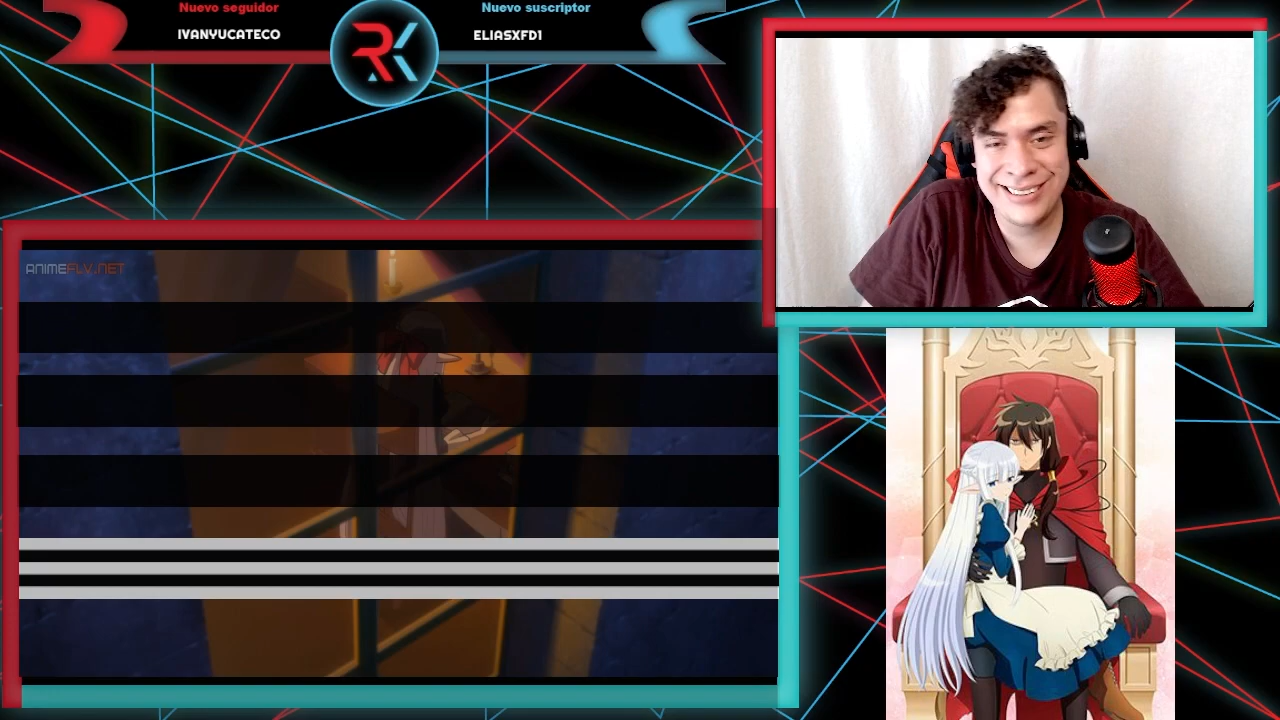 Nuevo seguidor
IVANYUCATECO
RK
Nuevo suscriptor
ELIASXFD1
ANIMEFLV.NET